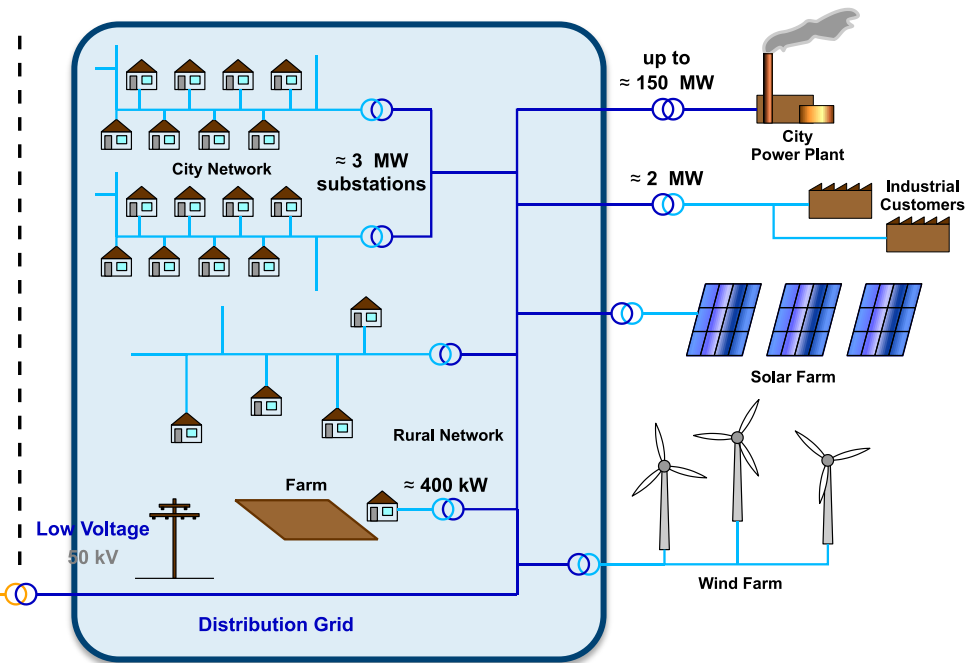 up to
≈ 150 MW
City
Power Plant
City Network
≈ 3 MW
substations
≈ 2 MW
Industrial
Customers
Solar Farm
Rural Network
Farm
≈ 400 kW
Low Voltage
50 kV
Wind Farm
Distribution Grid